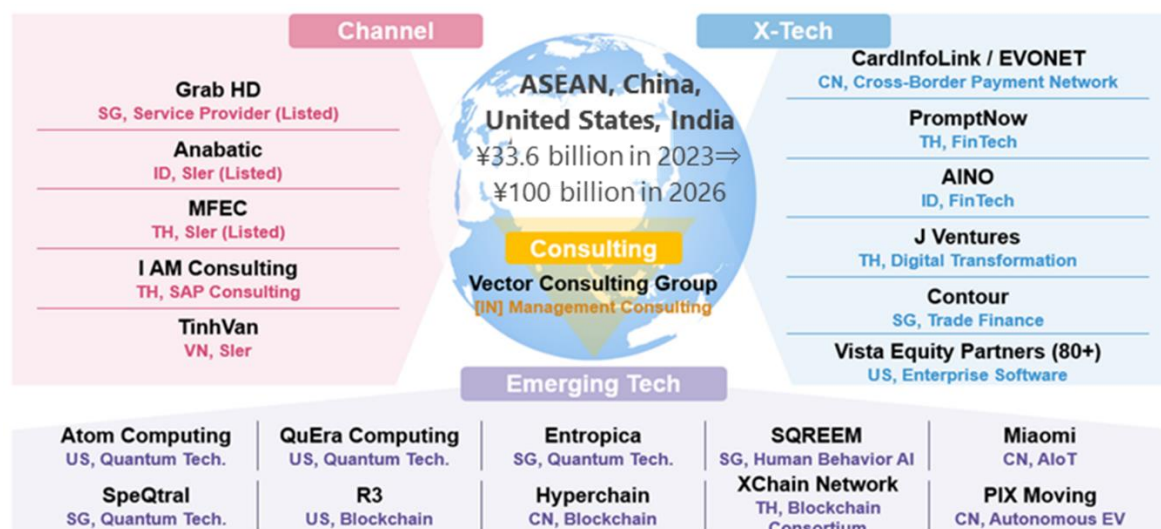 Channel
Grab HD
SG, Service Provider (Listed)
Anabatic
ID, SIer (Listed)
MFEC
TH, SIer (Listed)
I AM Consulting
TH, SAP Consulting
TinhVan
VN, SIer
ASEAN, China,
United States, India
¥33.6 billion in 2023⇒
¥100 billion in 2026
Consulting
Vector Consulting Group
[IN] Management Consulting
X-Tech
CardInfoLink / EVONET
CN, Cross-Border Payment Network
PromptNow
TH, FinTech
AINO
ID, FinTech
J Ventures
TH, Digital Transformation
Contour
SG, Trade Finance
Vista Equity Partners (80+)
US, Enterprise Software
Emerging Tech
Atom Computing
US, Quantum Tech.
QuEra Computing
US, Quantum Tech.
Entropica
SG, Quantum Tech.
SQREEM
SG, Human Behavior AI
Miaomi
CN, AIoT
SpeQtral
SG, Quantum Tech.
R3
US, Blockchain
Hyperchain
CN, Blockchain
XChain Network
TH, Blockchain
Consortium
PIX Moving
CN, Autonomous EV